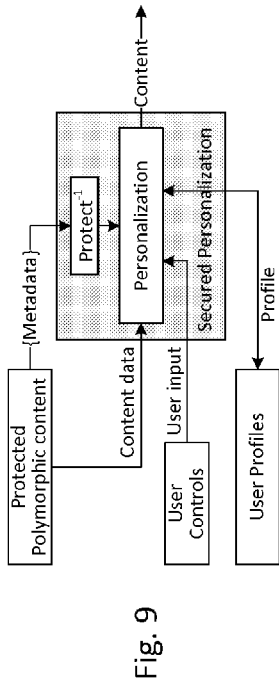 Protected
Polymorphic content
{Metadata}
Protect⁻¹
Content data
Personalization
Content
User input
User
Controls
Secured Personalization
Profile
User Profiles
Fig. 9